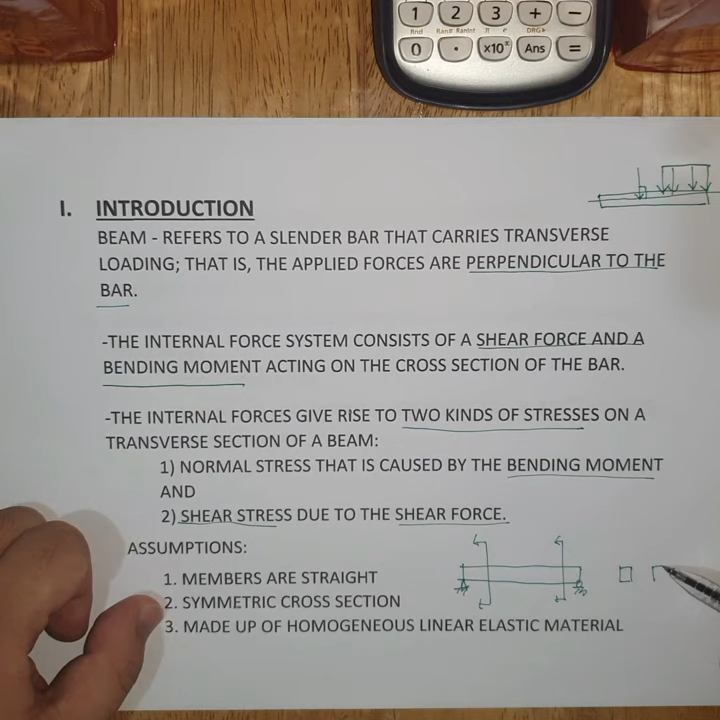 1 2 3 + −
Rnd Ran# RanInt π e DRG▸
0 · ×10ˣ Ans =
I. INTRODUCTION
BEAM - REFERS TO A SLENDER BAR THAT CARRIES TRANSVERSE
LOADING; THAT IS, THE APPLIED FORCES ARE PERPENDICULAR TO THE
BAR.
-THE INTERNAL FORCE SYSTEM CONSISTS OF A SHEAR FORCE AND A
BENDING MOMENT ACTING ON THE CROSS SECTION OF THE BAR.
-THE INTERNAL FORCES GIVE RISE TO TWO KINDS OF STRESSES ON A
TRANSVERSE SECTION OF A BEAM:
1) NORMAL STRESS THAT IS CAUSED BY THE BENDING MOMENT
AND
2) SHEAR STRESS DUE TO THE SHEAR FORCE.
ASSUMPTIONS:
1. MEMBERS ARE STRAIGHT
2. SYMMETRIC CROSS SECTION
3. MADE UP OF HOMOGENEOUS LINEAR ELASTIC MATERIAL